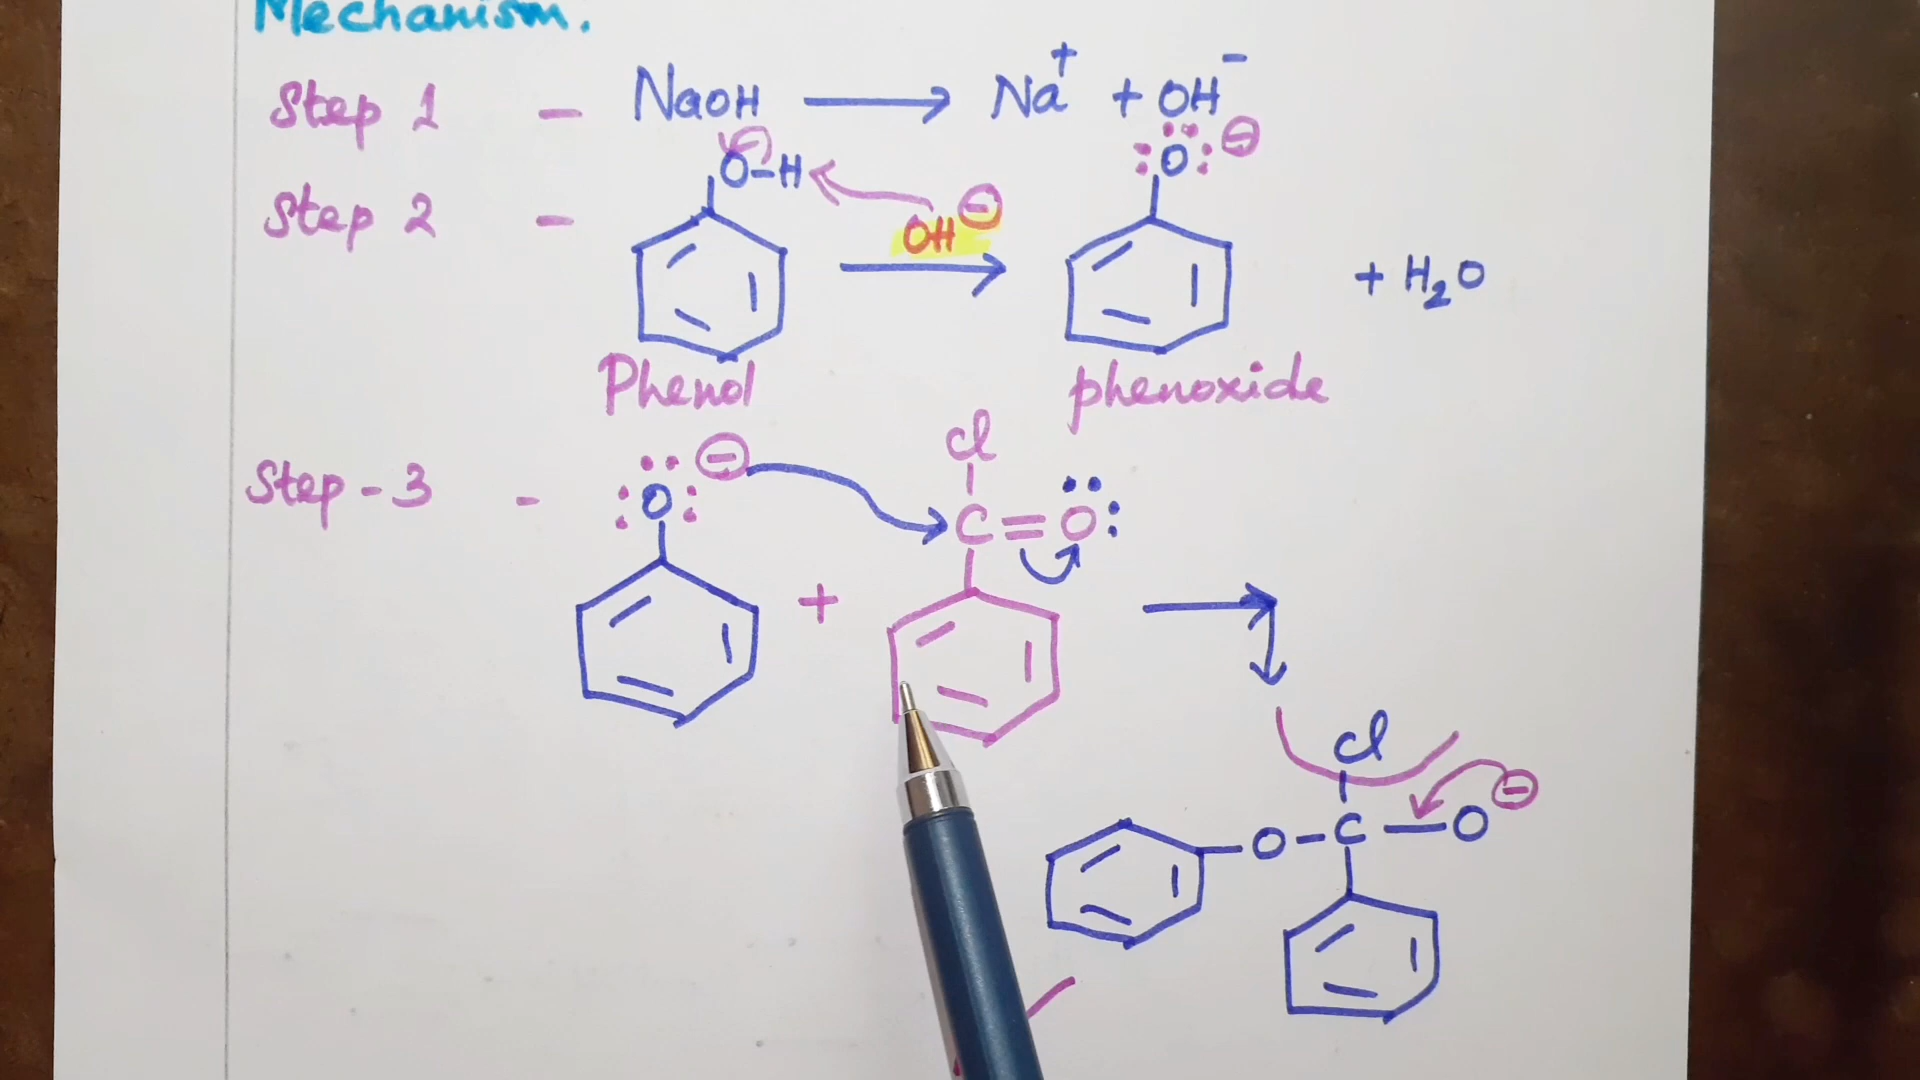 Mechanism.
Step 1 - NaOH → Na⁺ + OH⁻
Step 2 - O-H OH⊖ → :O: ⊖ + H₂O
Phenol phenoxide
Step-3 - :O: ⊖ + Cl C=O: →
Cl
O-C-O ⊖